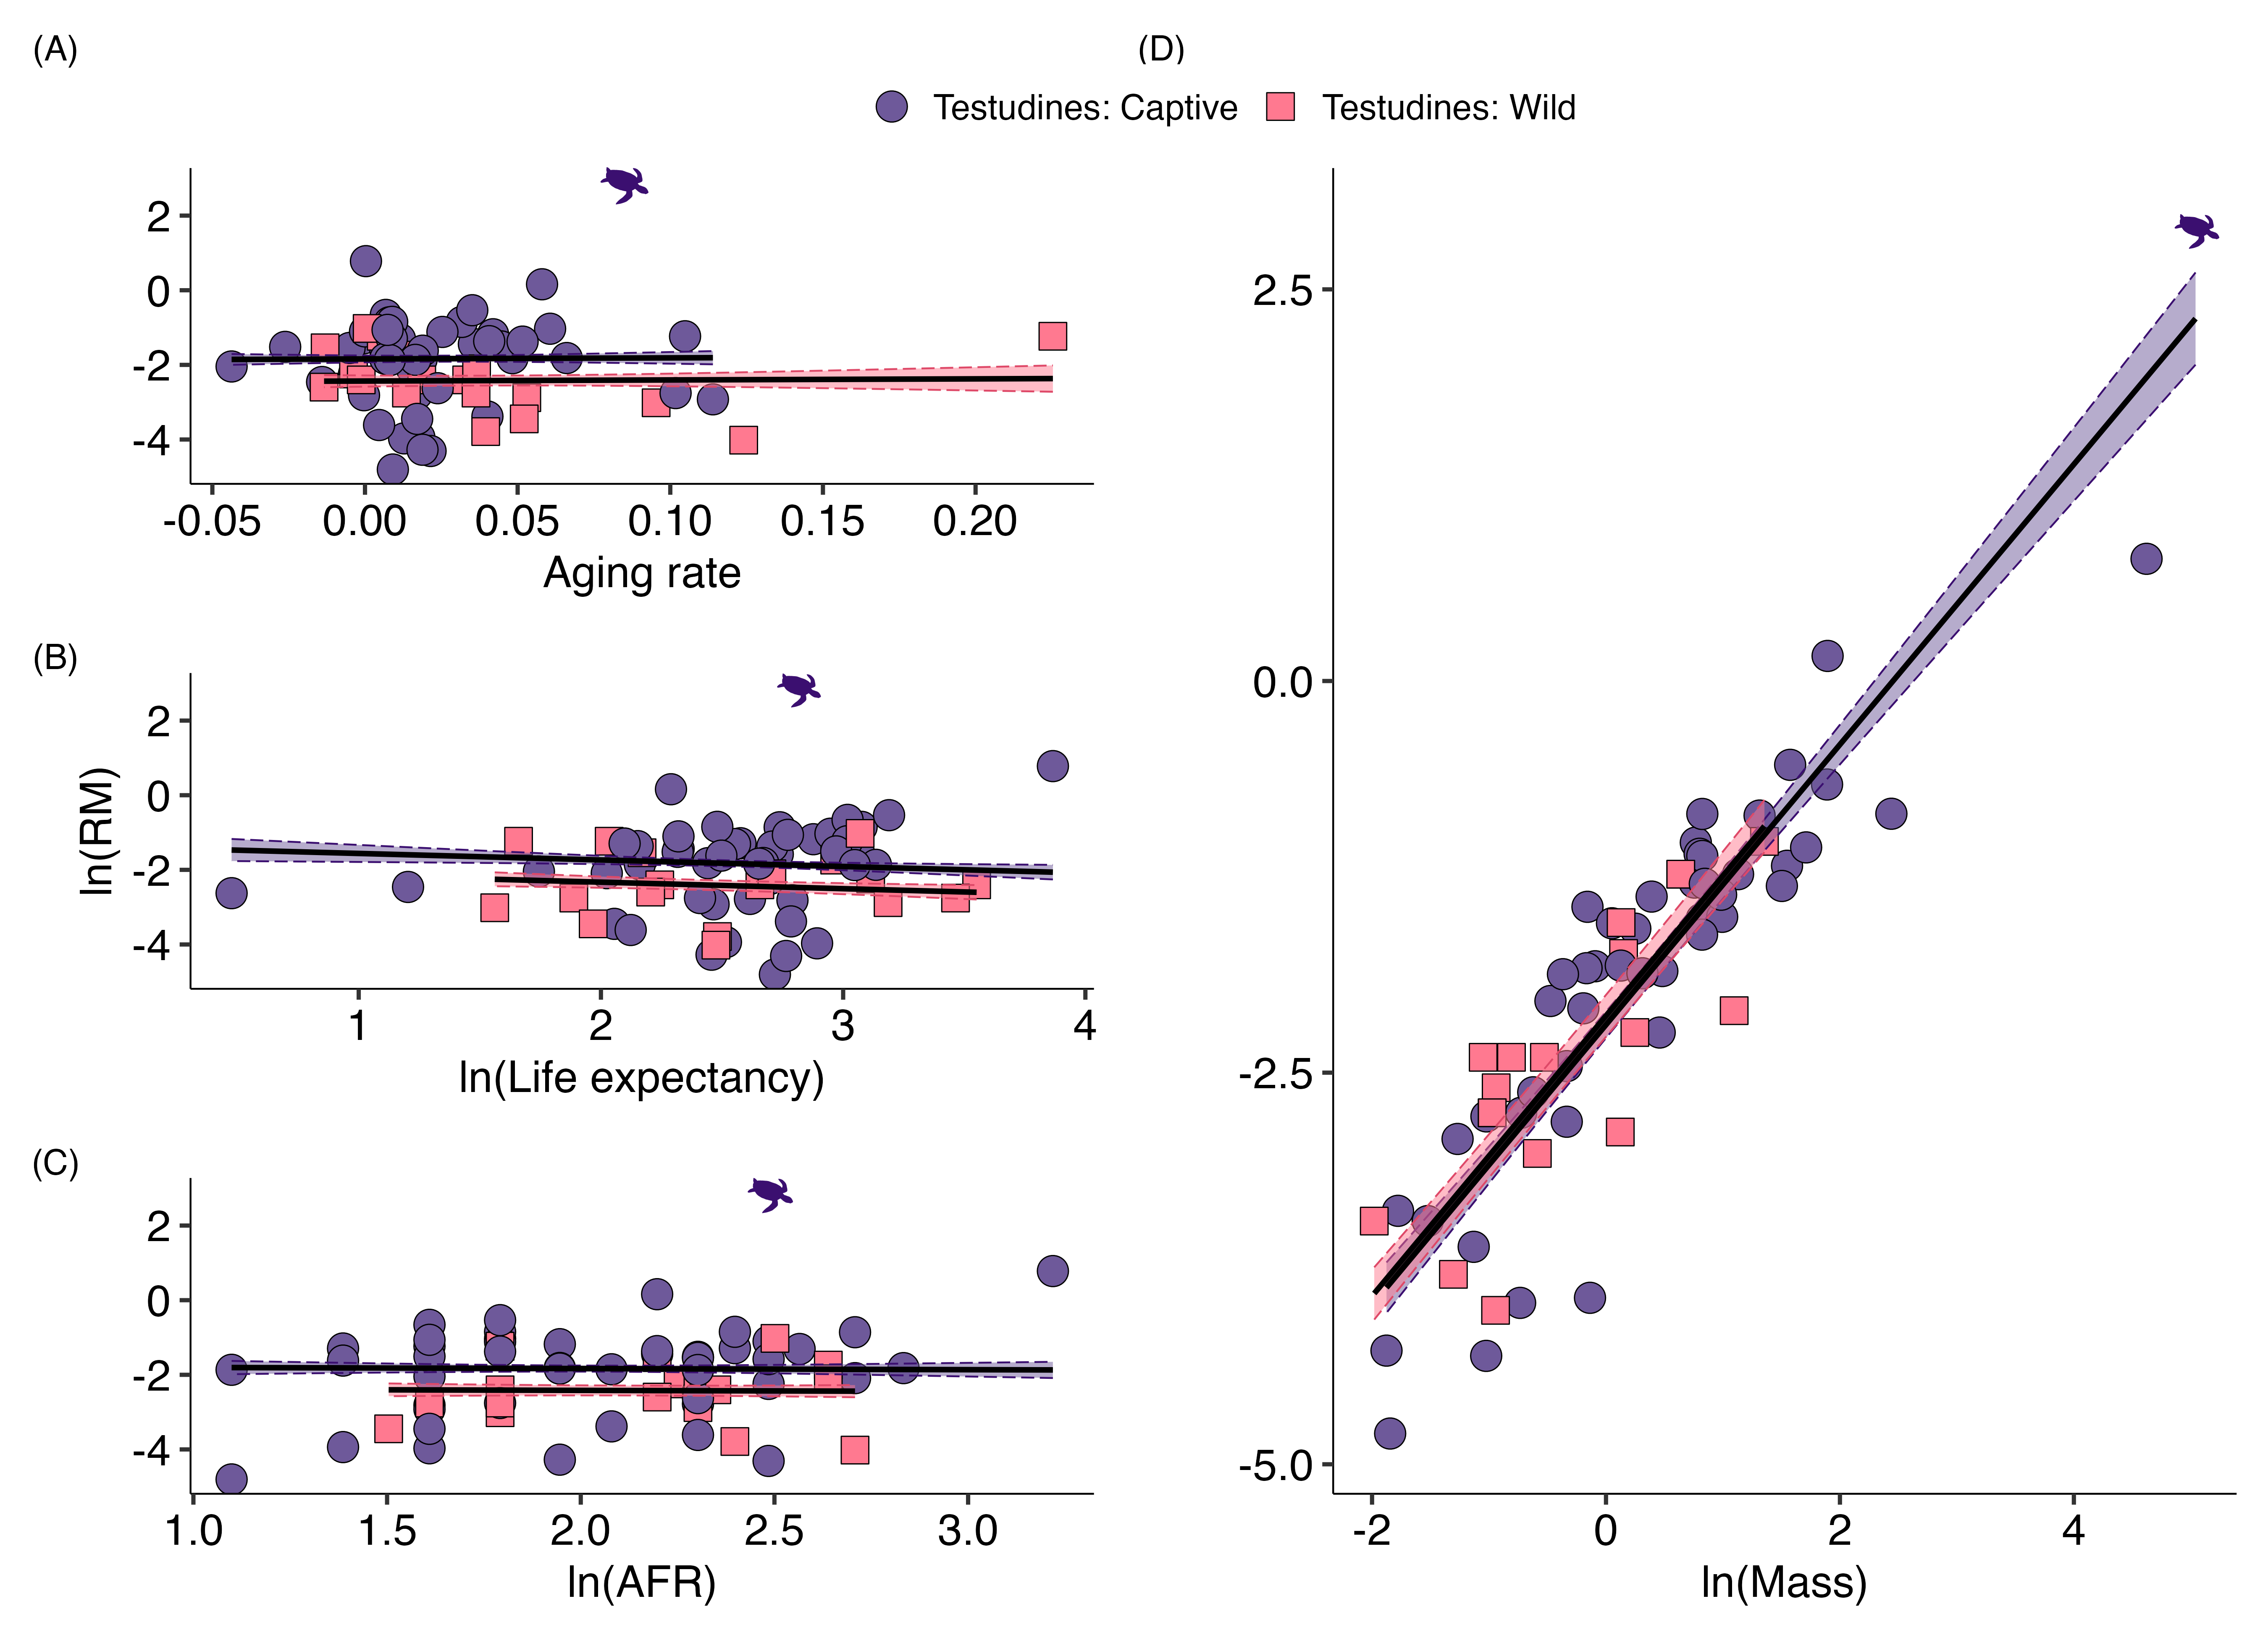 (A)
(D)
Testudines: Captive
Testudines: Wild
2
0
-2
-4
-0.05 0.00 0.05 0.10 0.15 0.20
Aging rate
(B)
ln(RM)
2
0
-2
-4
1 2 3 4
ln(Life expectancy)
(C)
2
0
-2
-4
1.0 1.5 2.0 2.5 3.0
ln(AFR)
2.5
0.0
-2.5
-5.0
-2 0 2 4
ln(Mass)